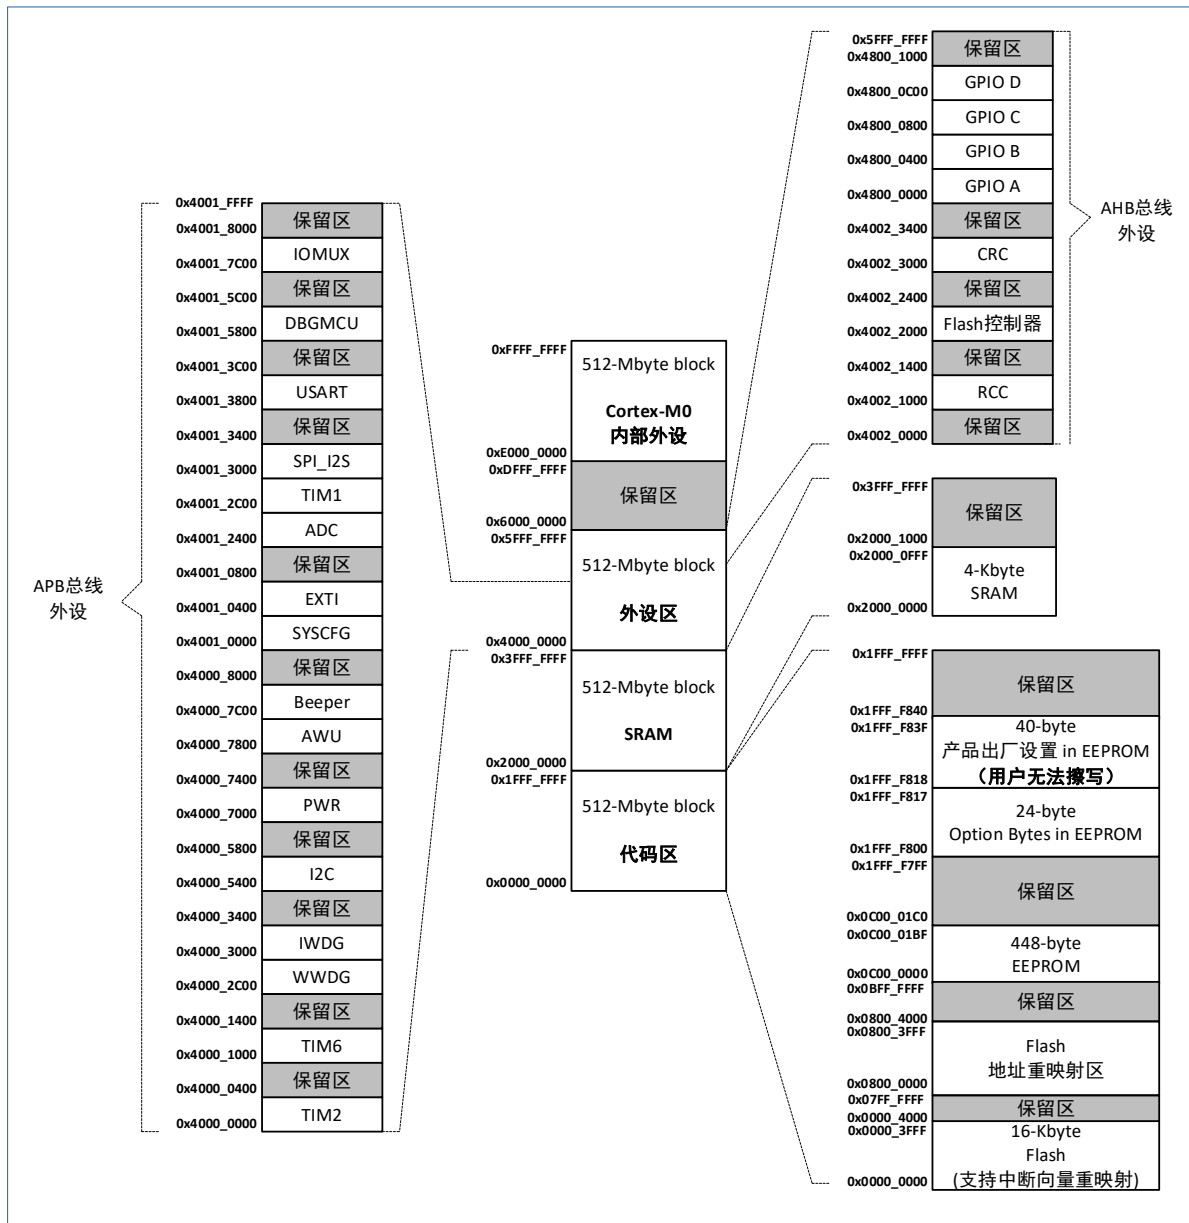 0x4001_FFFF
保留区
0x4001_8000
IOMUX
0x4001_7C00
保留区
0x4001_5C00
DBGMCU
0x4001_5800
保留区
0x4001_3C00
USART
0x4001_3800
保留区
0x4001_3400
SPI_I2S
0x4001_3000
TIM1
0x4001_2C00
ADC
0x4001_2400
保留区
0x4001_0800
EXTI
0x4001_0400
SYSCFG
0x4001_0000
保留区
0x4000_8000
Beeper
0x4000_7C00
AWU
0x4000_7800
保留区
0x4000_7400
PWR
0x4000_7000
保留区
0x4000_5800
I2C
0x4000_5400
保留区
0x4000_3400
IWDG
0x4000_3000
WWDG
0x4000_2C00
保留区
0x4000_1400
TIM6
0x4000_1000
保留区
0x4000_0400
TIM2
0x4000_0000
APB总线
外设
0xFFFF_FFFF
512-Mbyte block
Cortex-M0
内部外设
0xE000_0000
0xDFFF_FFFF
保留区
0x6000_0000
0x5FFF_FFFF
512-Mbyte block
外设区
0x4000_0000
0x3FFF_FFFF
512-Mbyte block
SRAM
0x2000_0000
0x1FFF_FFFF
512-Mbyte block
代码区
0x0000_0000
0x5FFF_FFFF
保留区
0x4800_1000
GPIO D
0x4800_0C00
GPIO C
0x4800_0800
GPIO B
0x4800_0400
GPIO A
0x4800_0000
保留区
0x4002_3400
CRC
0x4002_3000
保留区
0x4002_2400
Flash控制器
0x4002_2000
保留区
0x4002_1400
RCC
0x4002_1000
保留区
0x4002_0000
AHB总线
外设
0x3FFF_FFFF
保留区
0x2000_1000
0x2000_0FFF
4-Kbyte
SRAM
0x2000_0000
0x1FFF_FFFF
保留区
0x1FFF_F840
0x1FFF_F83F
40-byte
产品出厂设置 in EEPROM
（用户无法擦写）
0x1FFF_F818
0x1FFF_F817
24-byte
Option Bytes in EEPROM
0x1FFF_F800
0x1FFF_F7FF
保留区
0x0C00_01C0
0x0C00_01BF
448-byte
EEPROM
0x0C00_0000
0x0BFF_FFFF
保留区
0x0800_4000
0x0800_3FFF
Flash
地址重映射区
0x0800_0000
0x07FF_FFFF
保留区
0x0000_4000
0x0000_3FFF
16-Kbyte
Flash
(支持中断向量重映射)
0x0000_0000